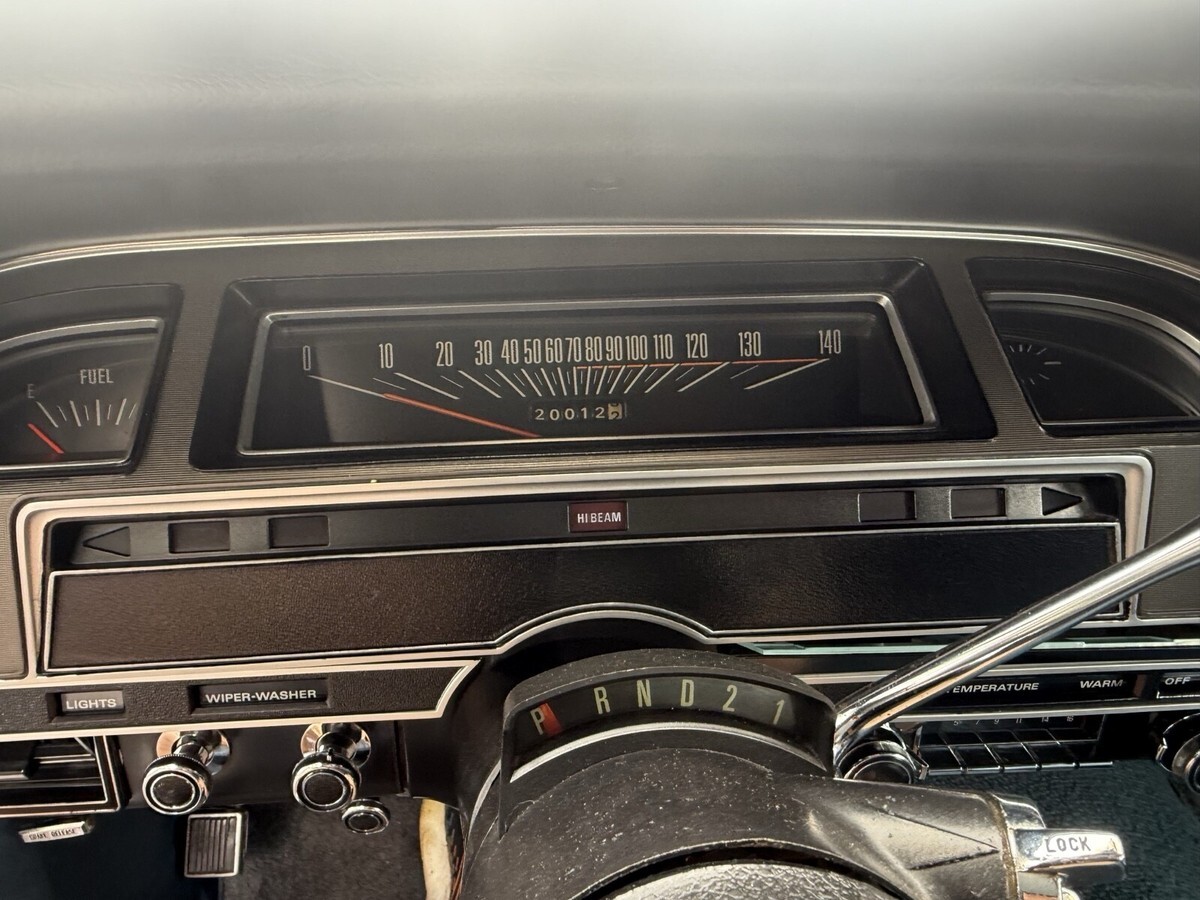 0 10 20 30 40 50 60 70 80 90 100 110 120 130 140
E FUEL
20012
HI BEAM
LIGHTS
WIPER-WASHER
TEMPERATURE WARM OFF
P R N D 2 1
LOCK